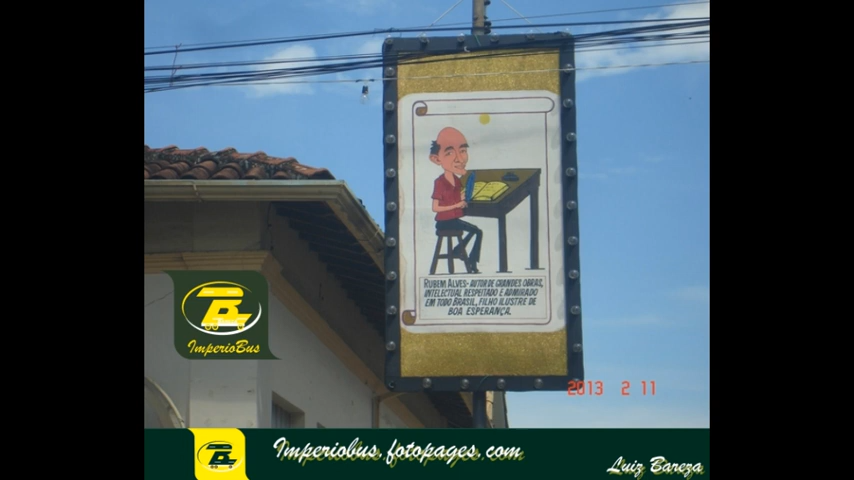 RUBEM ALVES - AUTOR DE GRANDES OBRAS,
INTELECTUAL RESPEITADO E ADMIRADO
EM TODO BRASIL, FILHO ILUSTRE DE
BOA ESPERANÇA.
ImperioBus
2013 2 11
Imperiobus.fotopages.com
Luiz Bareza